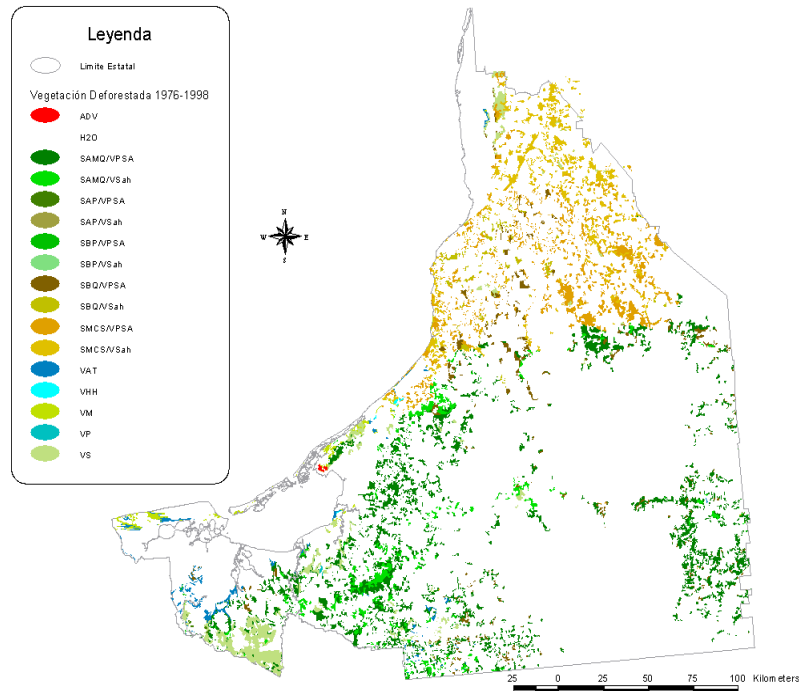 Leyenda
Limite Estatal
Vegetación Deforestada 1976-1998
ADV
H2O
SAMQ/VPSA
SAMQ/VSah
SAP/VPSA
SAP/VSah
SBP/VPSA
SBP/VSah
SBQ/VPSA
SBQ/VSah
SMCS/VPSA
SMCS/VSah
VAT
VHH
VM
VP
VS
N
W E
S
25 0 25 50 75 100 Kilometers